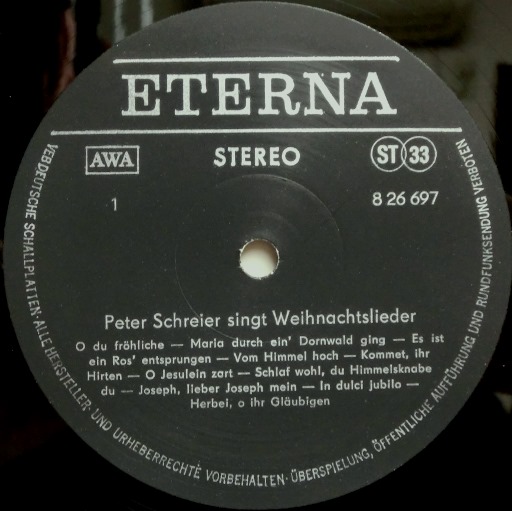 ETERNA
AWA
STEREO
ST 33
1
8 26 697
Peter Schreier singt Weihnachtslieder
O du fröhliche — Maria durch ein' Dornwald ging — Es ist
ein Ros' entsprungen — Vom Himmel hoch — Kommet, ihr
Hirten — O Jesulein zart — Schlaf wohl, du Himmelsknabe
du — Joseph, lieber Joseph mein — In dulci jubilo —
Herbei, o ihr Gläubigen
VEB DEUTSCHE SCHALLPLATTEN · ALLE HERSTELLER- UND URHEBERRECHTE VORBEHALTEN · ÜBERSPIELUNG, ÖFFENTLICHE AUFFÜHRUNG UND RUNDFUNKSENDUNG VERBOTEN